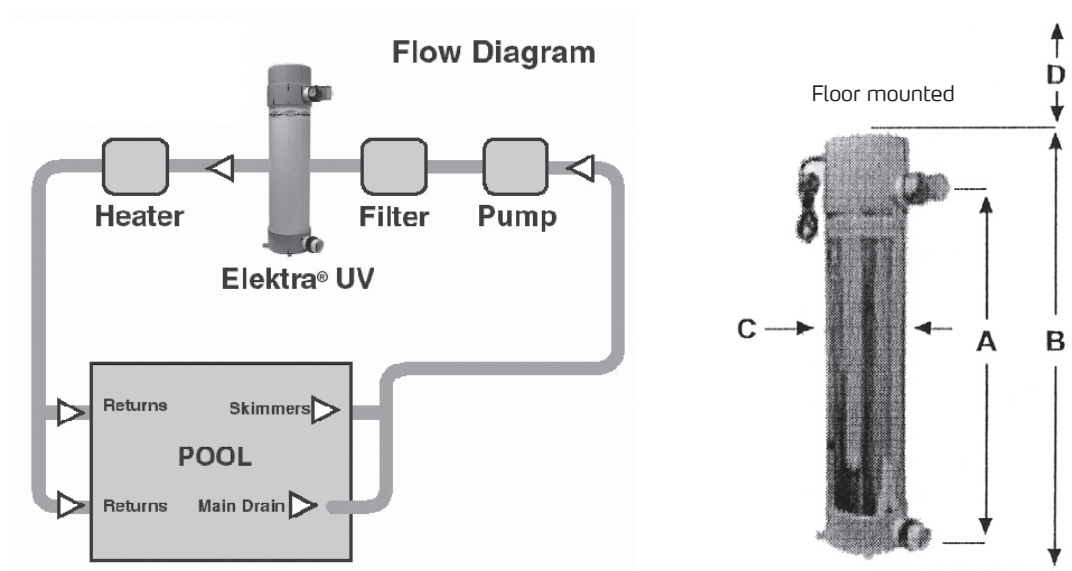 Flow Diagram
Heater
Filter
Pump
Elektra® UV
Returns
Skimmers
POOL
Returns
Main Drain
Floor mounted
D
C
A
B